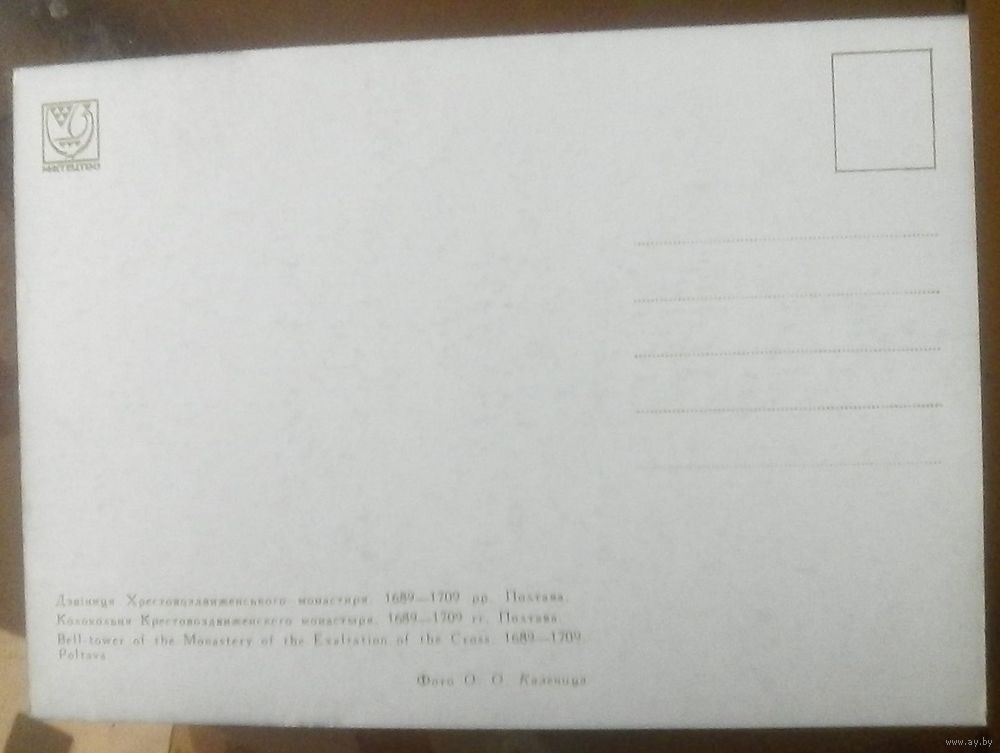 МИСТЕЦТВО
Дзвіниця Хрестовоздвиженського монастиря. 1689—1709 рр. Полтава.
Колокольня Крестовоздвиженского монастыря. 1689—1709 гг. Полтава.
Bell-tower of the Monastery of the Exaltation of the Cross. 1689—1709.
Poltava
Фото О. О.
www.ay.by